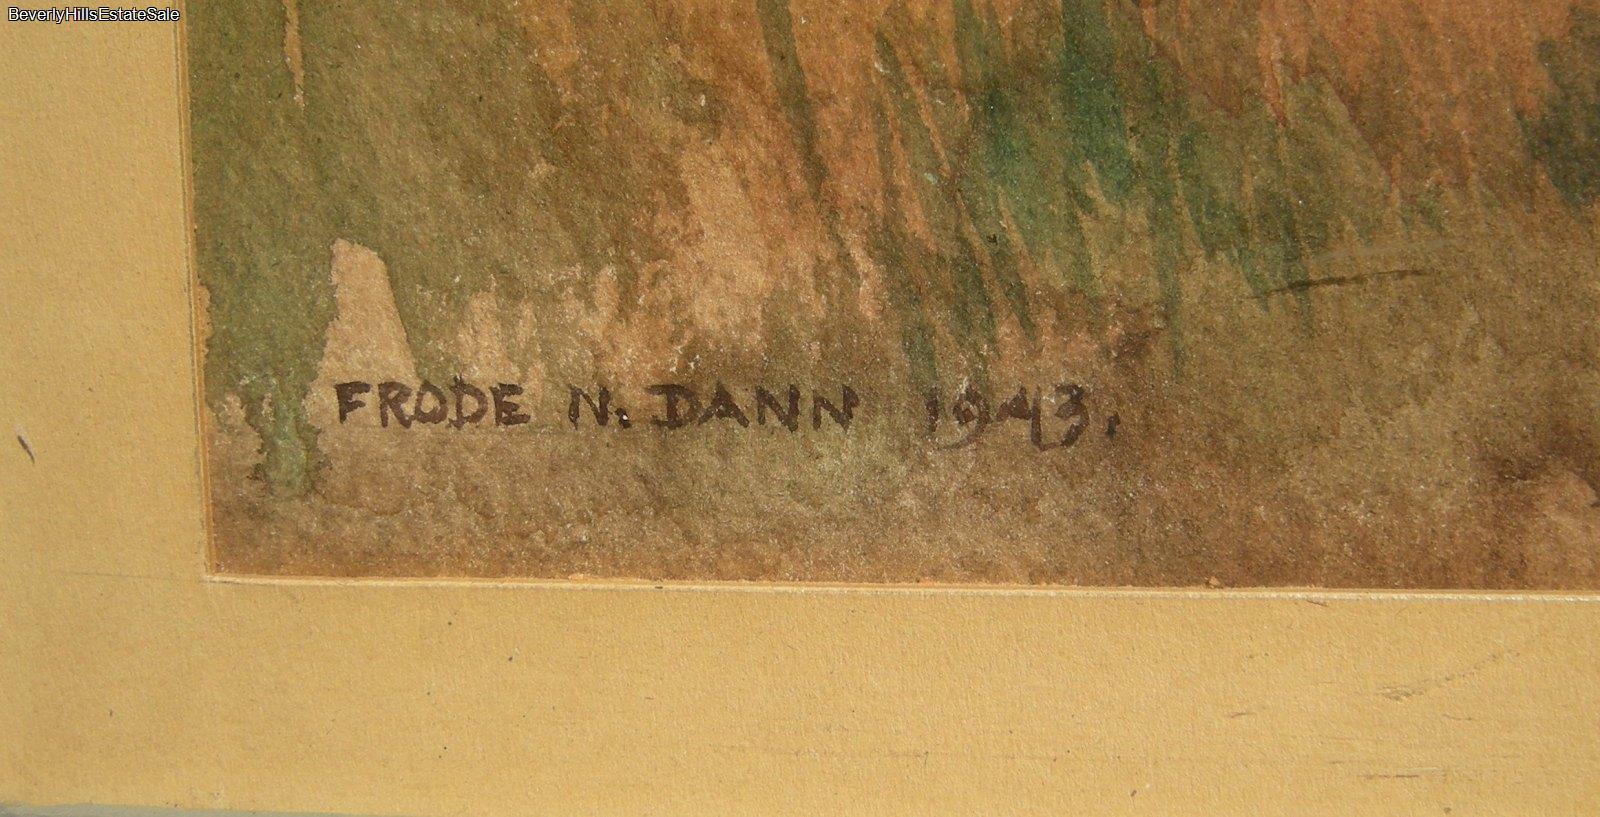 BeverlyHillsEstateSale
FRODE N. DANN 1943.